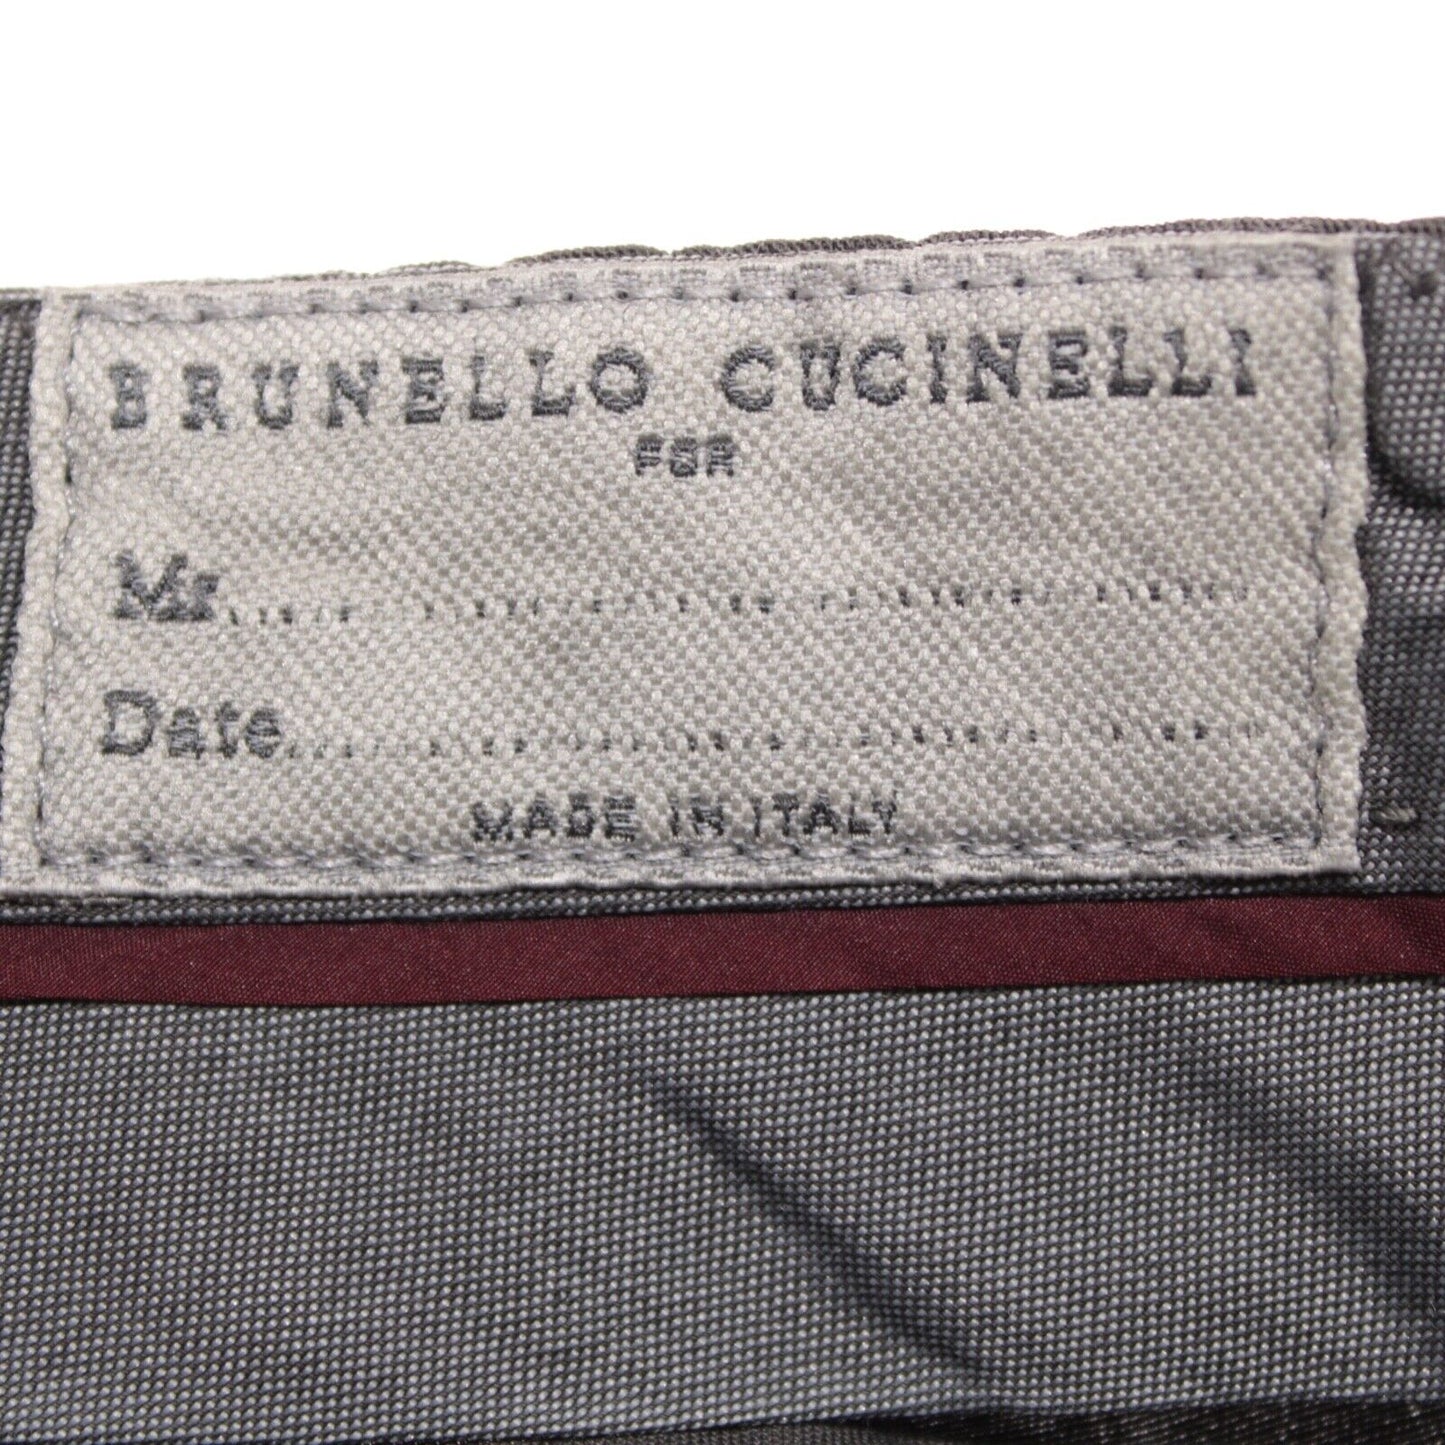 BRUNELLO CUCINELLI
FOR
Mr..............................
Date..............................
MADE IN ITALY